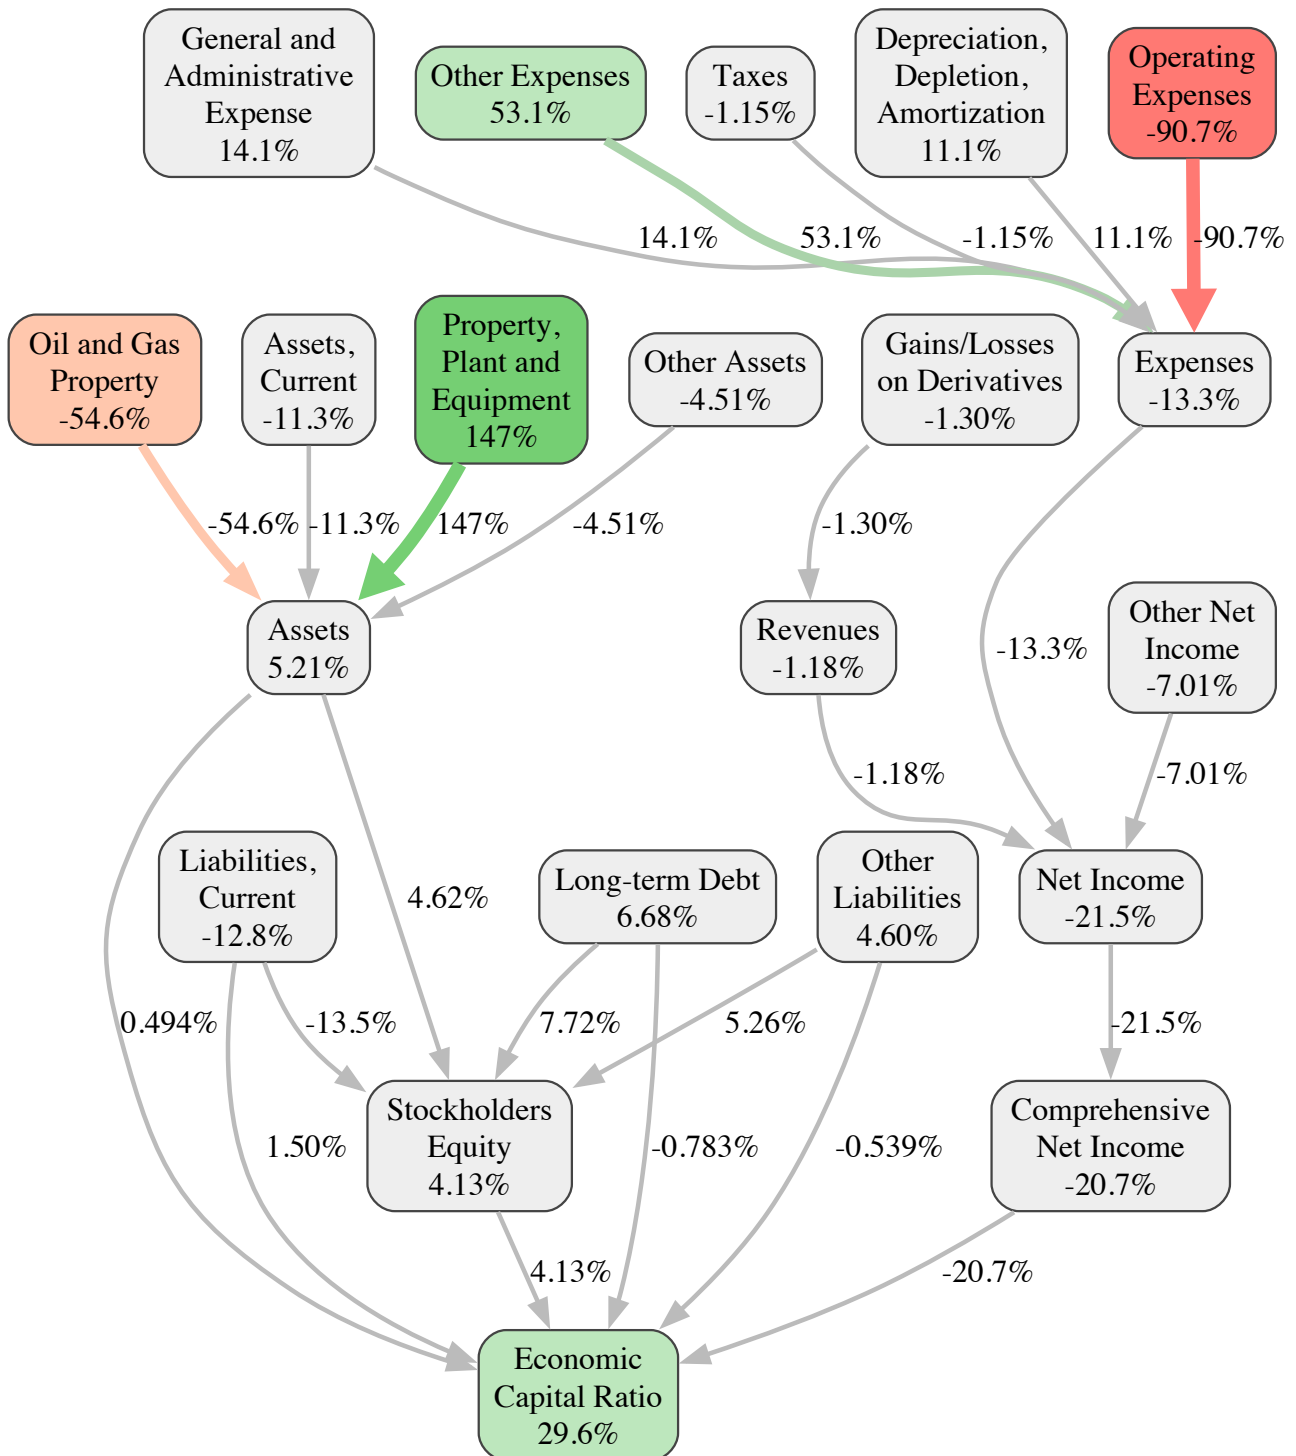 General and
Administrative
Expense
14.1%
Other Expenses
53.1%
Taxes
-1.15%
Depreciation,
Depletion,
Amortization
11.1%
Operating
Expenses
-90.7%
14.1%
53.1%
-1.15%
11.1%
-90.7%
Oil and Gas
Property
-54.6%
Assets,
Current
-11.3%
Property,
Plant and
Equipment
147%
Other Assets
-4.51%
Gains/Losses
on Derivatives
-1.30%
Expenses
-13.3%
-54.6%
-11.3%
147%
-4.51%
-1.30%
Assets
5.21%
Revenues
-1.18%
-13.3%
Other Net
Income
-7.01%
-1.18%
-7.01%
Liabilities,
Current
-12.8%
4.62%
Long-term Debt
6.68%
Other
Liabilities
4.60%
Net Income
-21.5%
0.494%
-13.5%
7.72%
5.26%
-21.5%
1.50%
Stockholders
Equity
4.13%
-0.783%
-0.539%
Comprehensive
Net Income
-20.7%
4.13%
-20.7%
Economic
Capital Ratio
29.6%